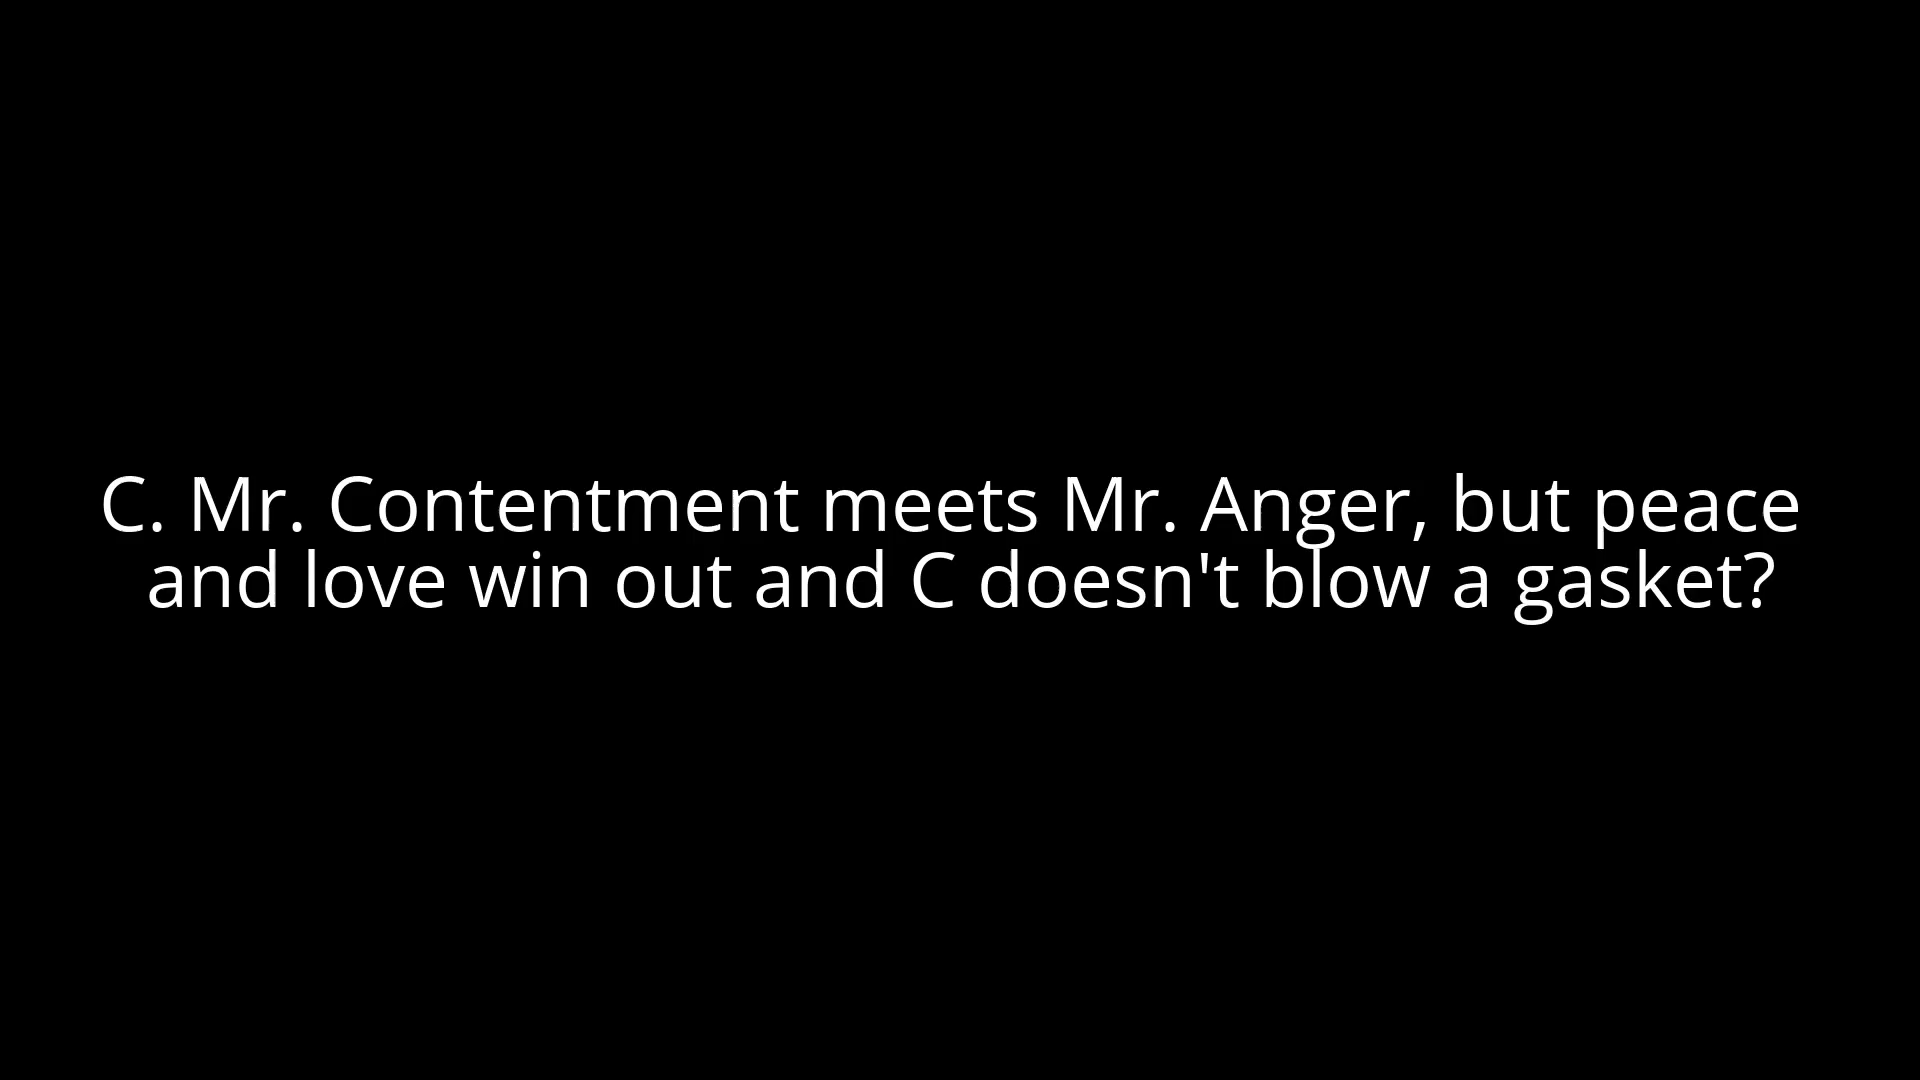 C. Mr. Contentment meets Mr. Anger, but peace
and love win out and C doesn't blow a gasket?